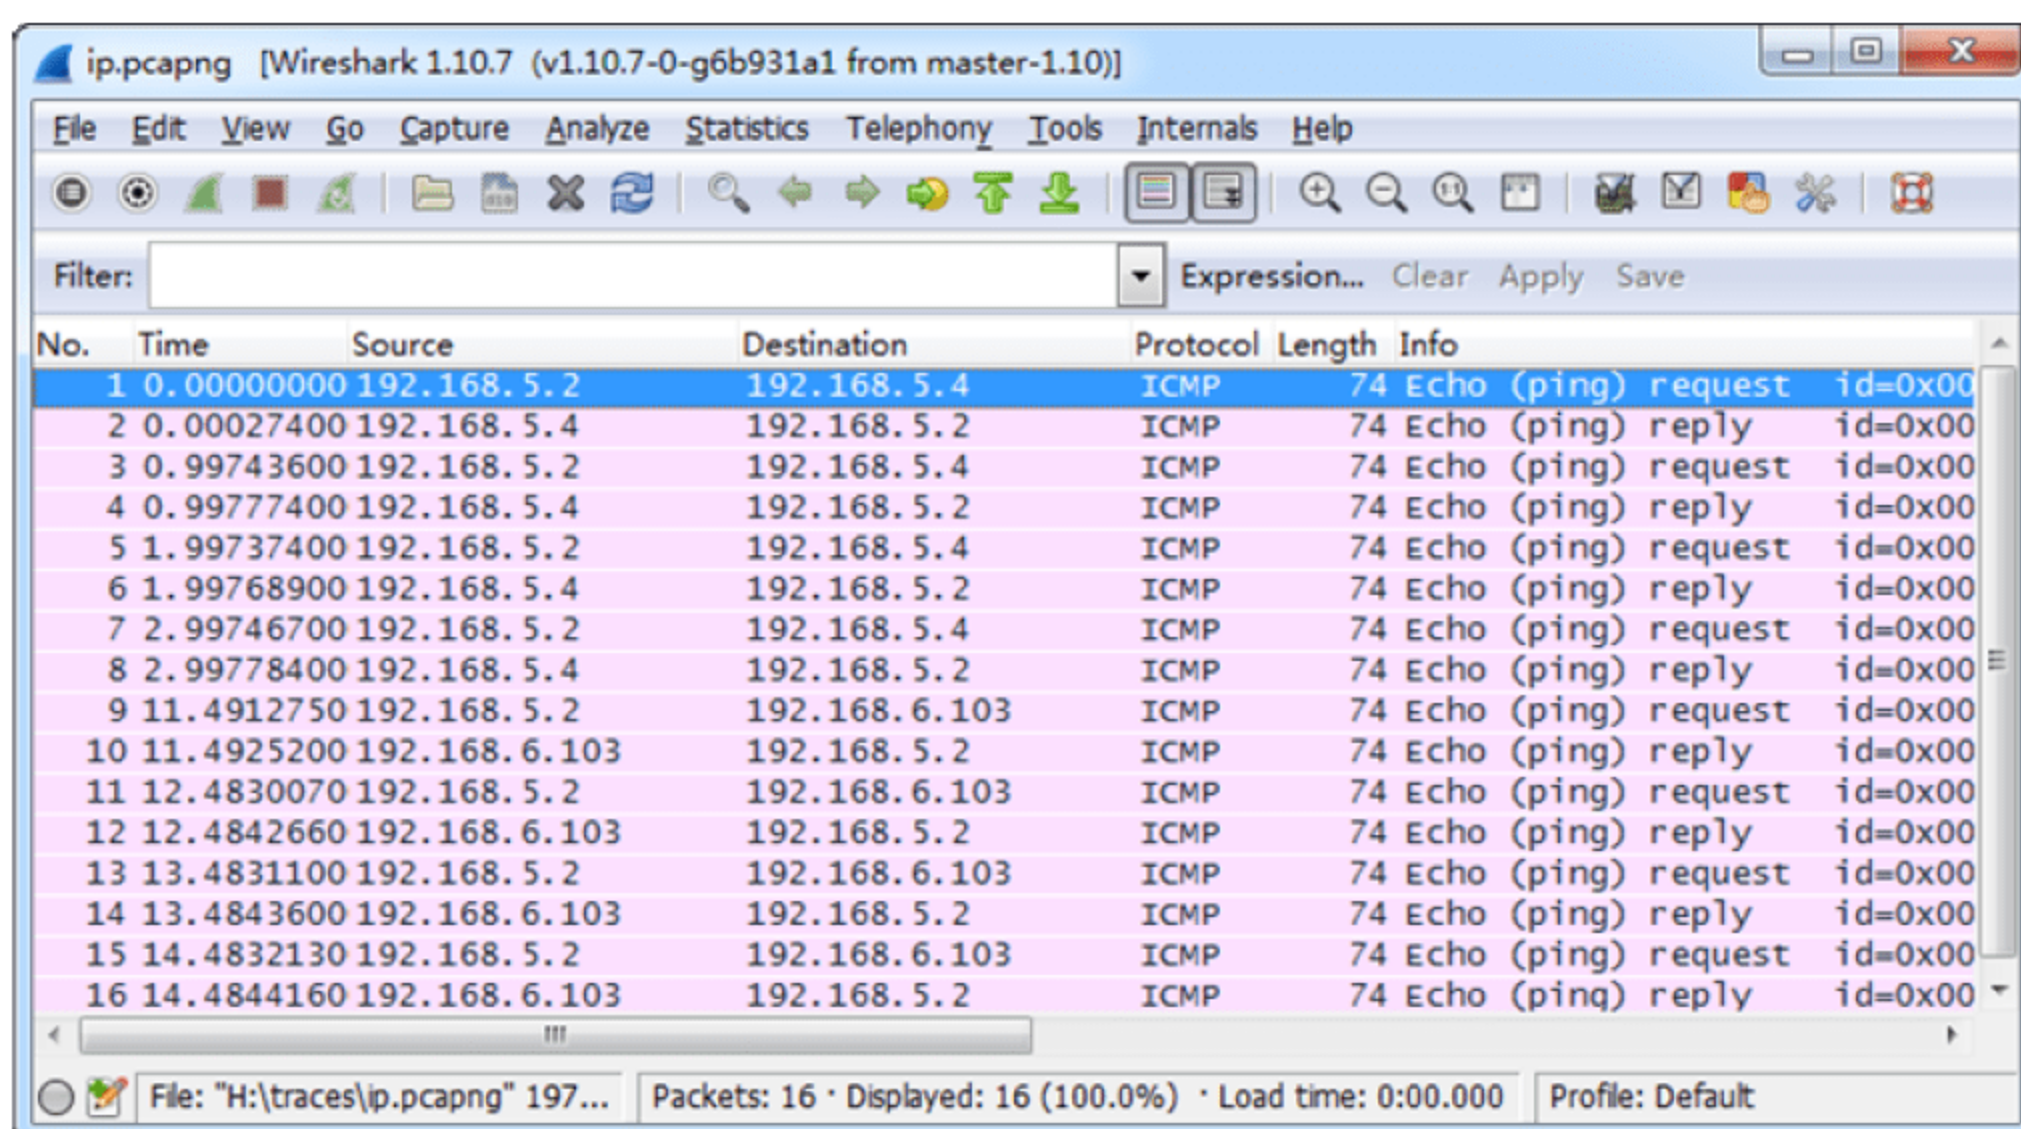 ip.pcapng [Wireshark 1.10.7 (v1.10.7-0-g6b931a1 from master-1.10)]
File Edit View Go Capture Analyze Statistics Telephony Tools Internals Help
Filter: Expression... Clear Apply Save
No. Time Source Destination Protocol Length Info
1 0.00000000 192.168.5.2 192.168.5.4 ICMP 74 Echo (ping) request id=0x00
2 0.00027400 192.168.5.4 192.168.5.2 ICMP 74 Echo (ping) reply id=0x00
3 0.99743600 192.168.5.2 192.168.5.4 ICMP 74 Echo (ping) request id=0x00
4 0.99777400 192.168.5.4 192.168.5.2 ICMP 74 Echo (ping) reply id=0x00
5 1.99737400 192.168.5.2 192.168.5.4 ICMP 74 Echo (ping) request id=0x00
6 1.99768900 192.168.5.4 192.168.5.2 ICMP 74 Echo (ping) reply id=0x00
7 2.99746700 192.168.5.2 192.168.5.4 ICMP 74 Echo (ping) request id=0x00
8 2.99778400 192.168.5.4 192.168.5.2 ICMP 74 Echo (ping) reply id=0x00
9 11.4912750 192.168.5.2 192.168.6.103 ICMP 74 Echo (ping) request id=0x00
10 11.4925200 192.168.6.103 192.168.5.2 ICMP 74 Echo (ping) reply id=0x00
11 12.4830070 192.168.5.2 192.168.6.103 ICMP 74 Echo (ping) request id=0x00
12 12.4842660 192.168.6.103 192.168.5.2 ICMP 74 Echo (ping) reply id=0x00
13 13.4831100 192.168.5.2 192.168.6.103 ICMP 74 Echo (ping) request id=0x00
14 13.4843600 192.168.6.103 192.168.5.2 ICMP 74 Echo (ping) reply id=0x00
15 14.4832130 192.168.5.2 192.168.6.103 ICMP 74 Echo (ping) request id=0x00
16 14.4844160 192.168.6.103 192.168.5.2 ICMP 74 Echo (ping) reply id=0x00
File: "H:\traces\ip.pcapng" 197... Packets: 16 · Displayed: 16 (100.0%) · Load time: 0:00.000 Profile: Default